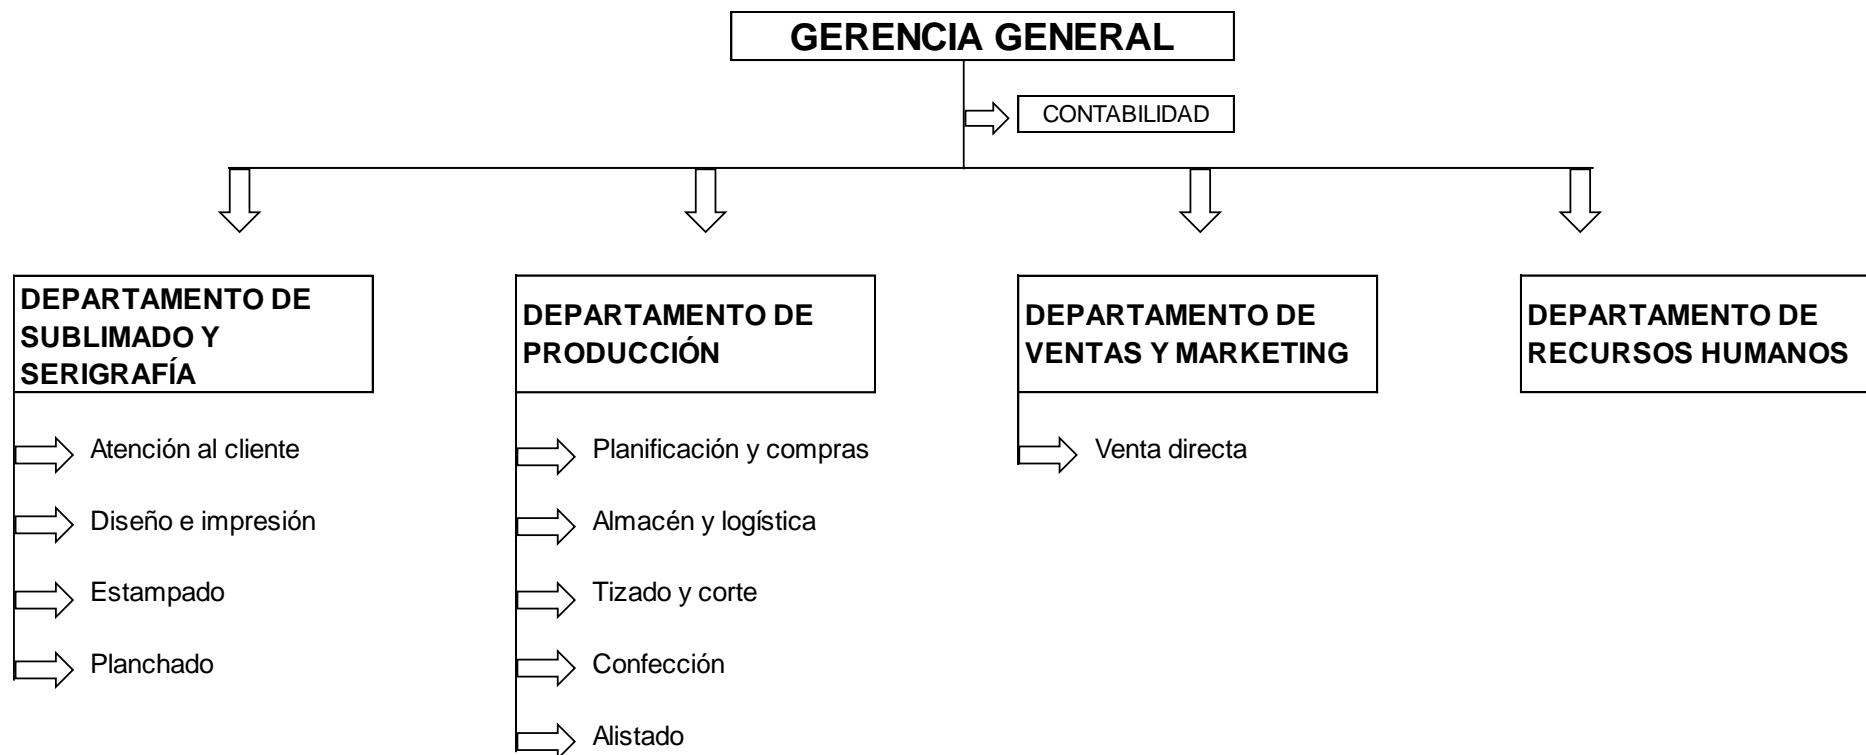 GERENCIA GENERAL
CONTABILIDAD
DEPARTAMENTO DE
SUBLIMADO Y
SERIGRAFÍA
Atención al cliente
Diseño e impresión
Estampado
Planchado
DEPARTAMENTO DE
PRODUCCIÓN
Planificación y compras
Almacén y logística
Tizado y corte
Confección
Alistado
DEPARTAMENTO DE
VENTAS Y MARKETING
Venta directa
DEPARTAMENTO DE
RECURSOS HUMANOS